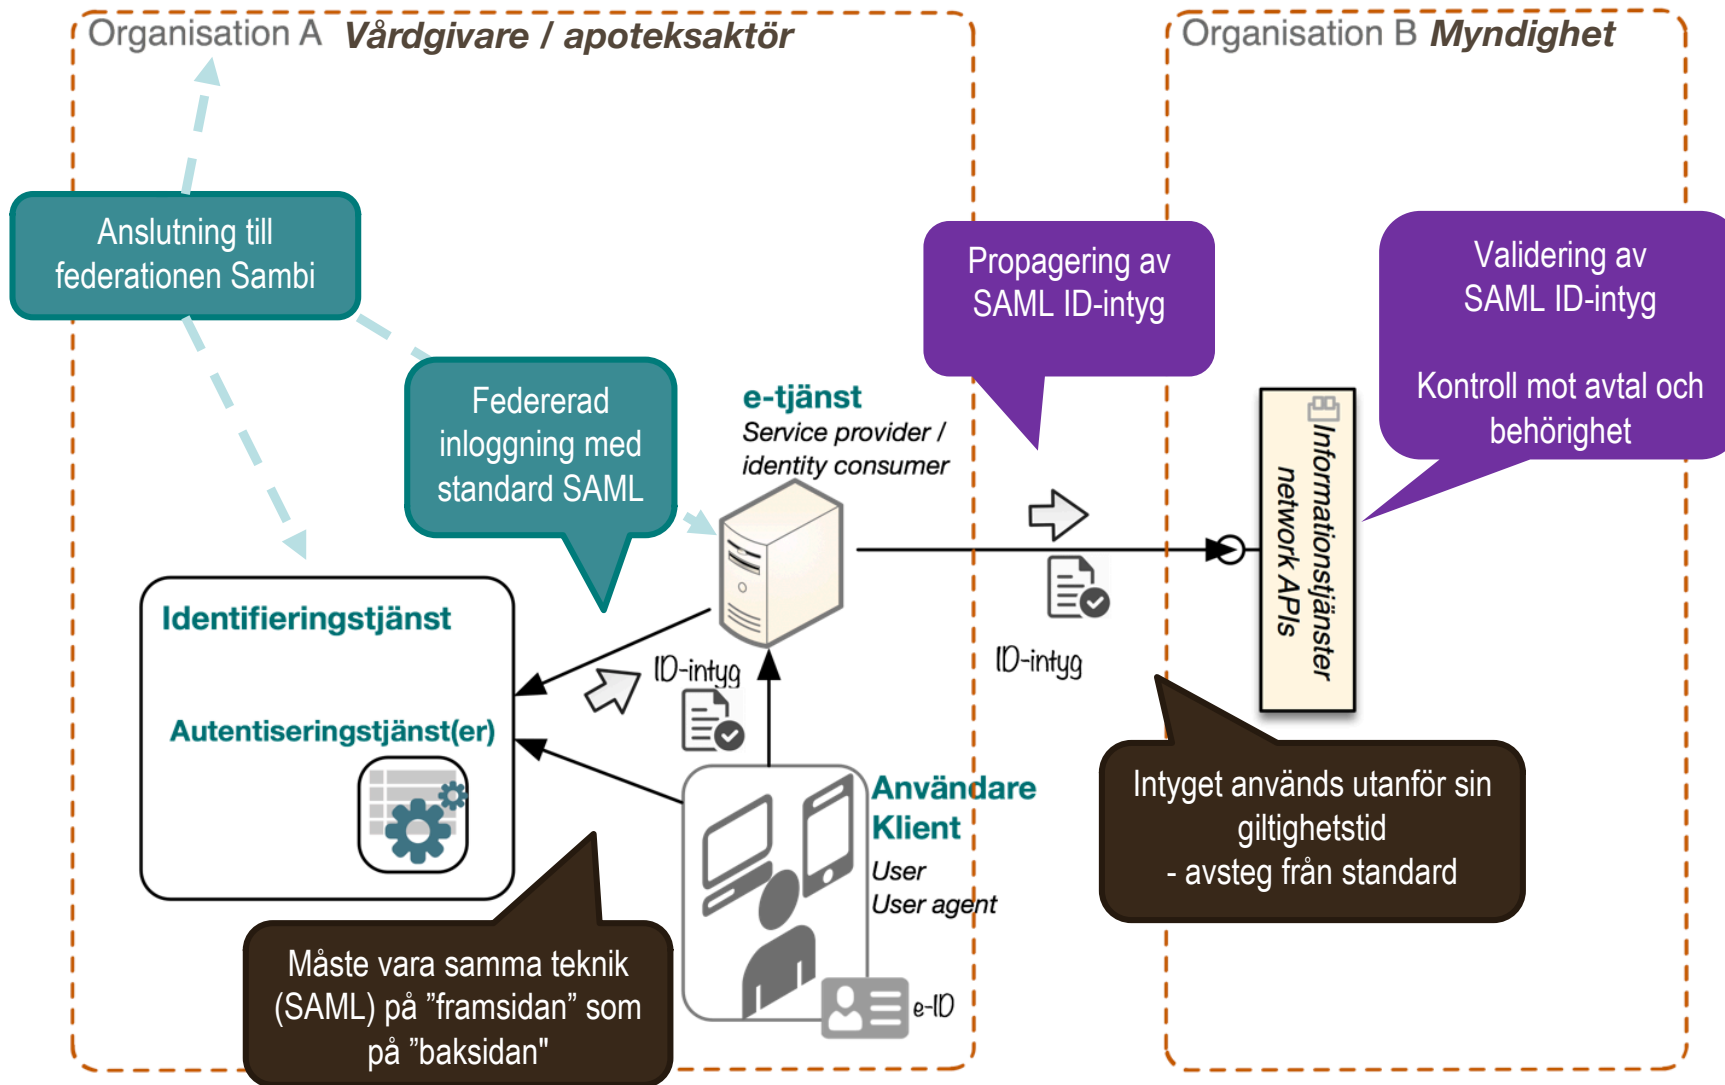 Organisation A Vårdgivare / apoteksaktör
Organisation B Myndighet
Anslutning till
federationen Sambi
Federerad
inloggning med
standard SAML
Propagering av
SAML ID-intyg
Validering av
SAML ID-intyg
Kontroll mot avtal och
behörighet
e-tjänst
Service provider /
identity consumer
Informationstjänster
network APIs
Identifieringstjänst
Autentiseringstjänst(er)
ID-intyg
ID-intyg
Användare
Klient
User
User agent
e-ID
Intyget används utanför sin
giltighetstid
- avsteg från standard
Måste vara samma teknik
(SAML) på ”framsidan” som
på ”baksidan"